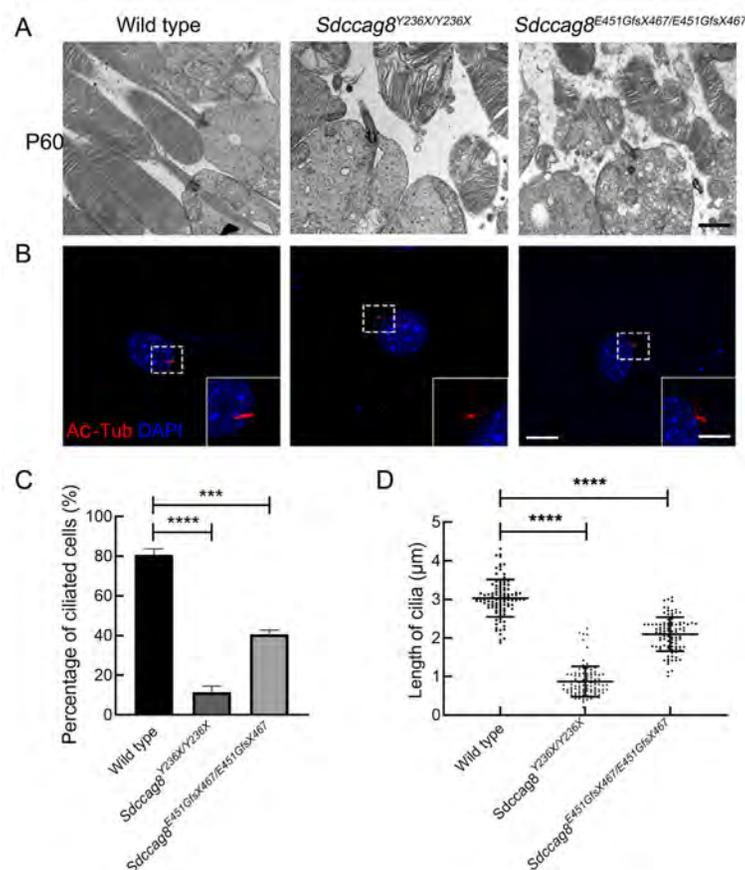 A
Wild type
Sdccag8Y236X/Y236X
Sdccag8E451GfsX467/E451GfsX467
P60
B
Ac-Tub DAPI
C
***
****
Percentage of ciliated cells (%)
100
80
60
40
20
0
Wild type
Sdccag8Y236X/Y236X
Sdccag8E451GfsX467/E451GfsX467
D
****
****
Length of cilia (μm)
5
4
3
2
1
0
Wild type
Sdccag8Y236X/Y236X
Sdccag8E451GfsX467/E451GfsX467